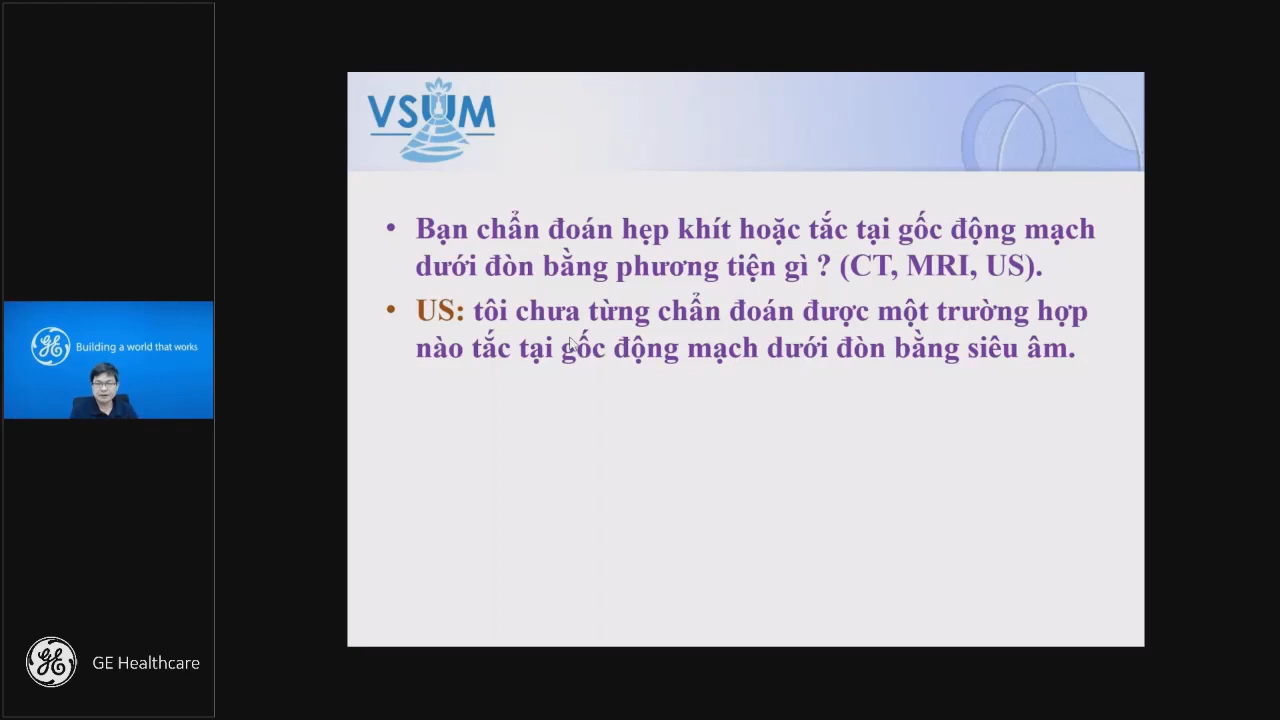 VSUM
• Bạn chẩn đoán hẹp khít hoặc tắc tại gốc động mạch
dưới đòn bằng phương tiện gì ? (CT, MRI, US).
• US: tôi chưa từng chẩn đoán được một trường hợp
nào tắc tại gốc động mạch dưới đòn bằng siêu âm.
GE Building a world that works
GE GE Healthcare